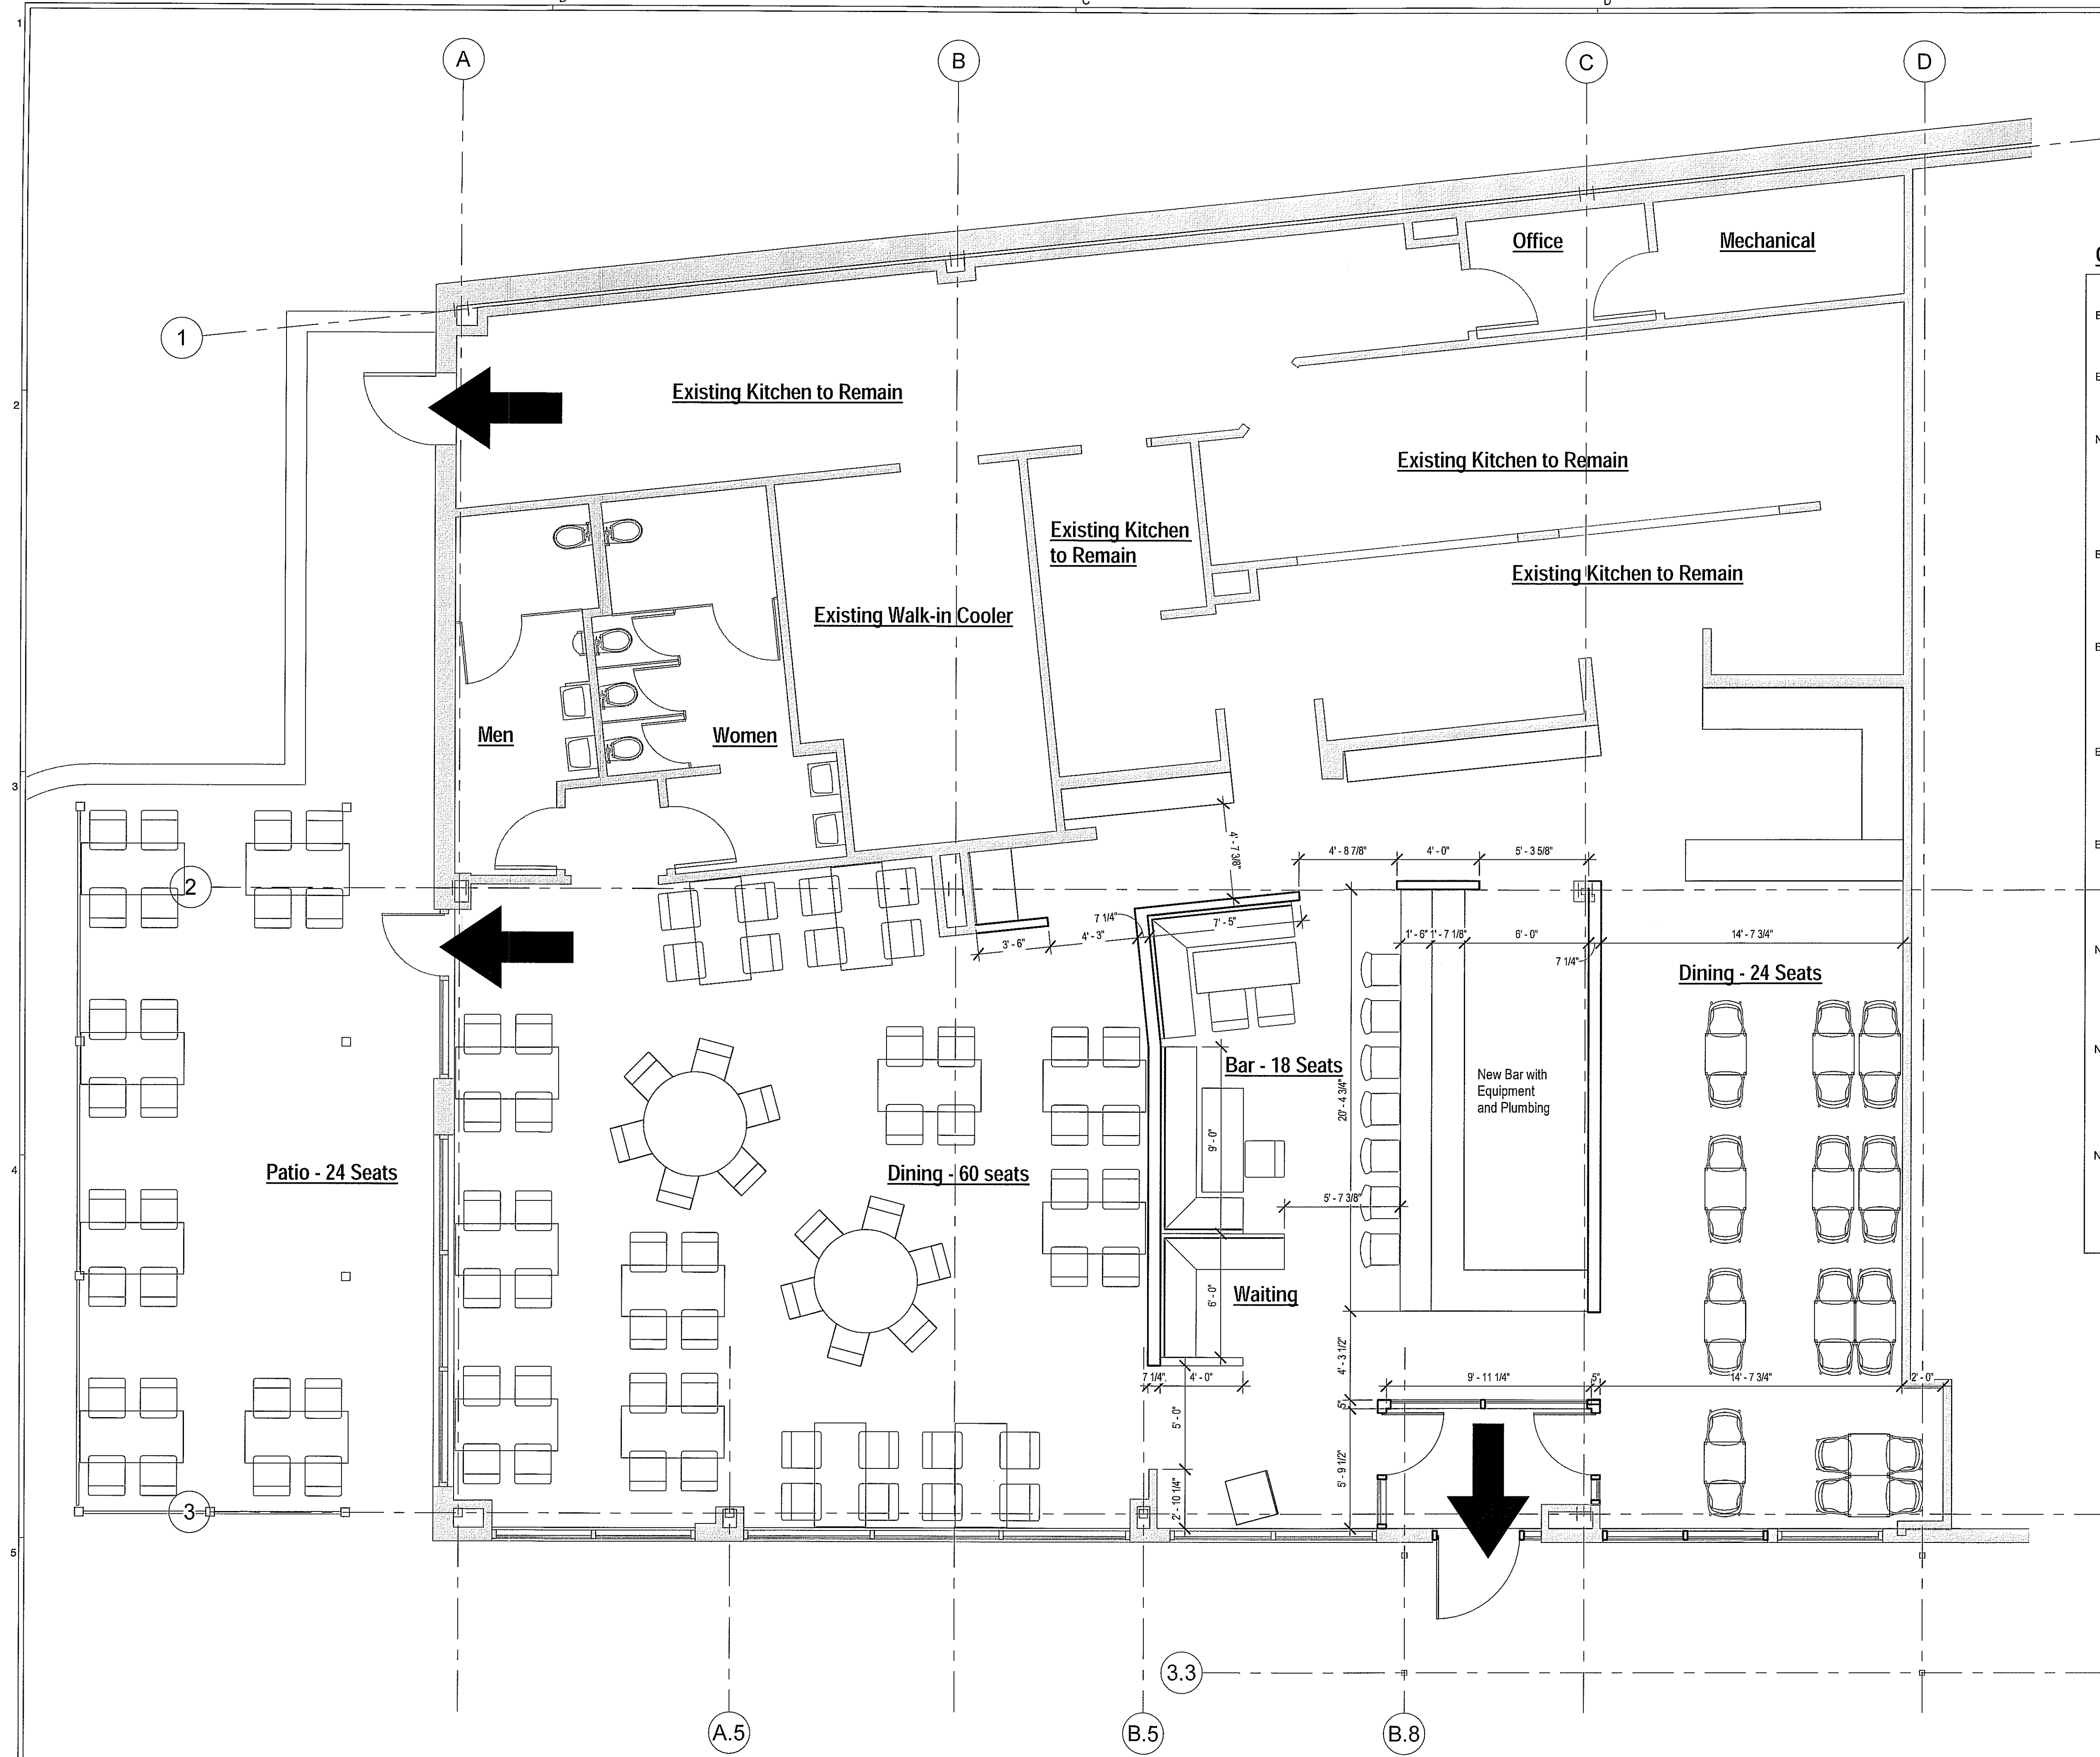 B
C
D
1
A
B
C
D
Office
Mechanical
1
Existing Kitchen to Remain
2
Existing Kitchen to Remain
Existing Kitchen
to Remain
Existing Kitchen to Remain
Existing Walk-in Cooler
Men
Women
3
4' - 7 3/8"
4' - 8 7/8"
4' - 0"
5' - 3 5/8"
2
7 1/4"
7' - 5"
3' - 6"
4' - 3"
1' - 6"
1' - 7 1/8"
6' - 0"
14' - 7 3/4"
7 1/4"
Dining - 24 Seats
Bar - 18 Seats
New Bar with
Equipment
and Plumbing
20' - 4 3/4"
9' - 0"
4
Patio - 24 Seats
Dining - 60 seats
5' - 7 3/8"
Waiting
6' - 0"
4' - 3 1/2"
7 1/4"
4' - 0"
9' - 11 1/4"
5"
14' - 7 3/4"
2' - 0"
5"
5' - 0"
5' - 9 1/2"
2' - 10 1/4"
3
5
3.3
A.5
B.5
B.8